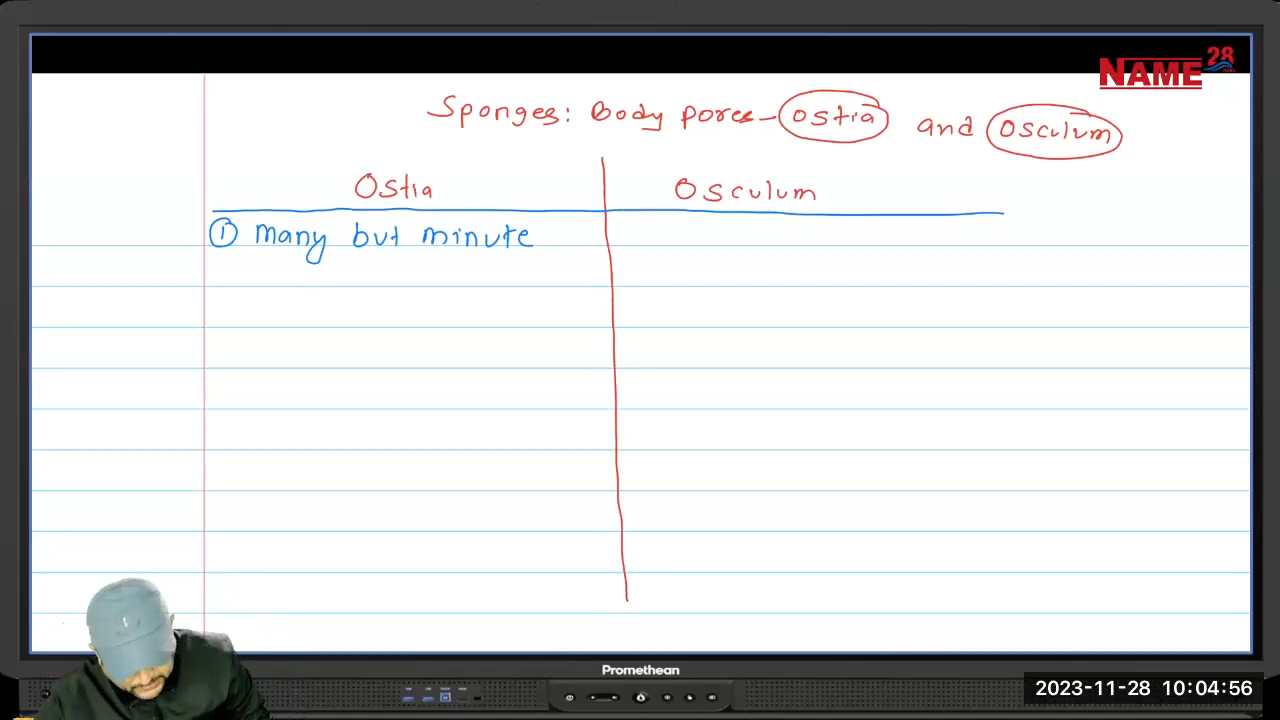 NAME 28
Sponges: Body pores - Ostia and Osculum
Ostia Osculum
① Many but minute
Promethean
2023-11-28 10:04:56